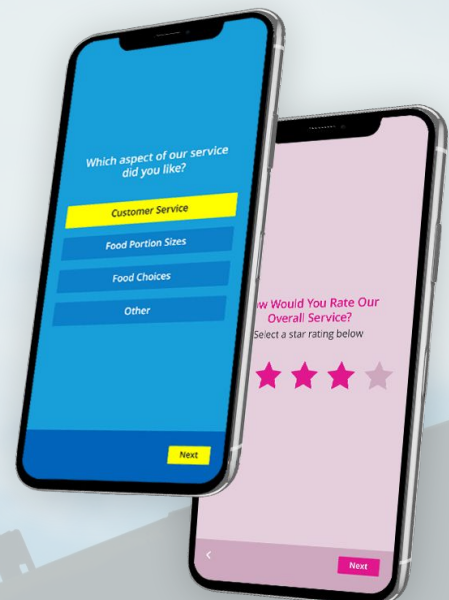 Which aspect of our service
did you like?
Customer Service
Food Portion Sizes
Food Choices
Other
Next
w Would You Rate Our
Overall Service?
Select a star rating below
Next